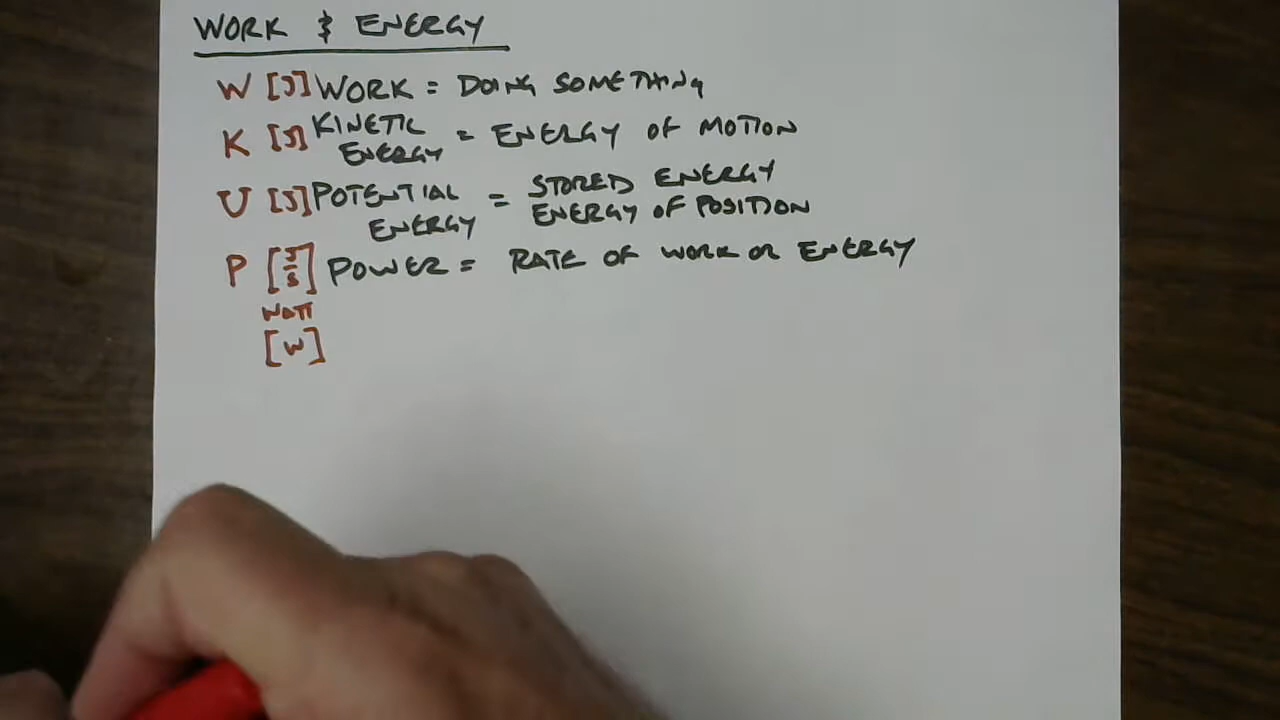 WORK & ENERGY
W [J] WORK = DOING SOMETHING
K [J] KINETIC ENERGY = ENERGY OF MOTION
U [J] POTENTIAL ENERGY = STORED ENERGY
ENERGY OF POSITION
P [J/S] POWER = RATE OF WORK OR ENERGY
WATT
[W]